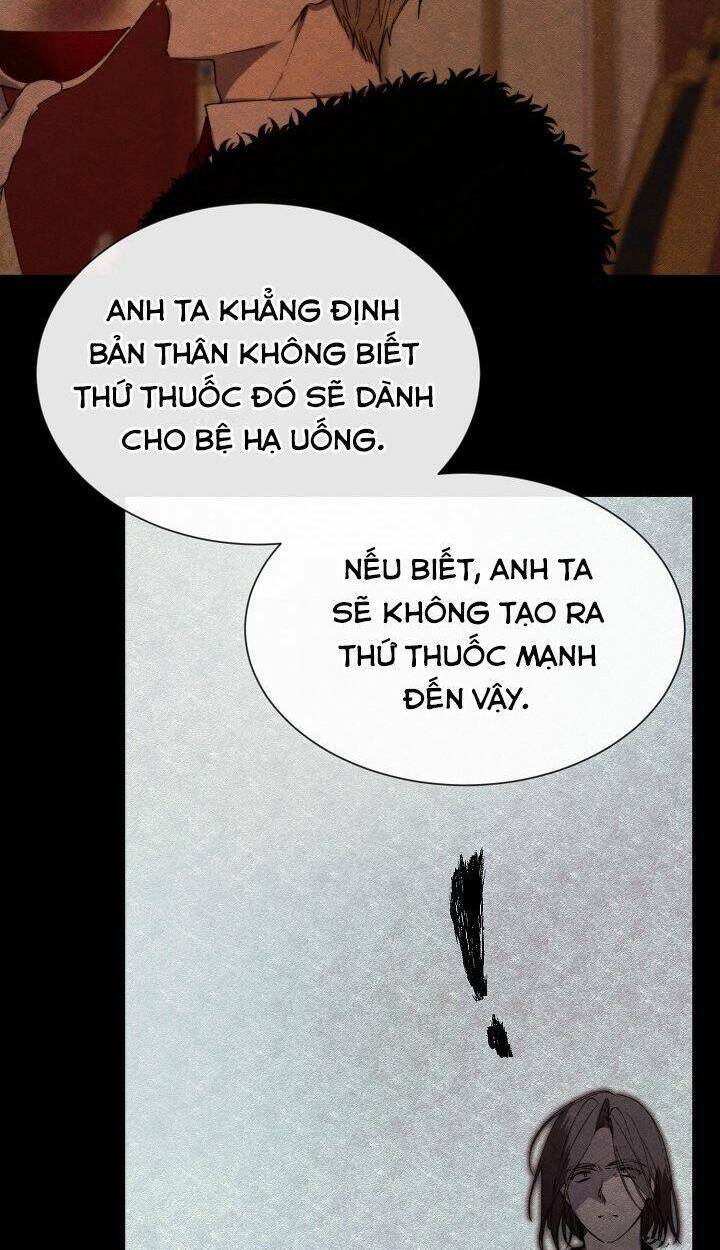 ANH TA KHẲNG ĐỊNH
BẢN THÂN KHÔNG BIẾT
THỨ THUỐC ĐÓ SẼ DÀNH
CHO BỆ HẠ UỐNG.
NẾU BIẾT, ANH TA
SẼ KHÔNG TẠO RA
THỨ THUỐC MẠNH
ĐẾN VẬY.
!